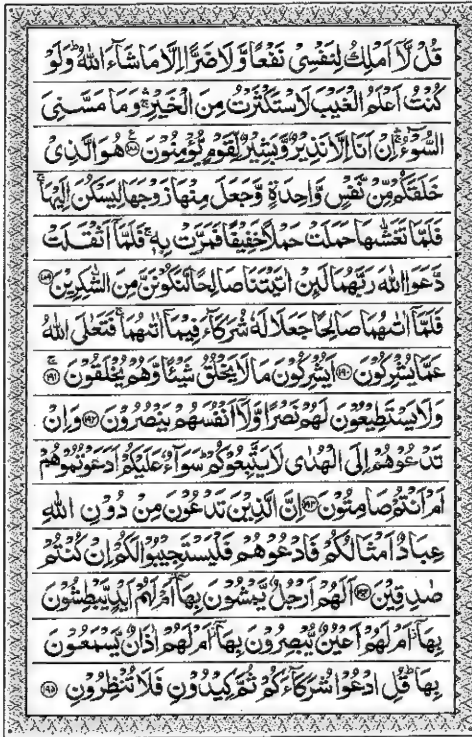 قُلْ لَّاۤ اَمْلِكُ لِنَفْسِیْ نَفْعًا وَّلَا ضَرًّا اِلَّا مَا شَآءَ اللّٰهُ ؕ وَلَوْ
كُنْتُ اَعْلَمُ الْغَیْبَ لَاسْتَكْثَرْتُ مِنَ الْخَیْرِ ۛۚ وَمَا مَسَّنِیَ
السُّوْٓءُ ۛۚ اِنْ اَنَا اِلَّا نَذِیْرٌ وَّبَشِیْرٌ لِّقَوْمٍ یُّؤْمِنُوْنَ ۝۱۸۸ هُوَ الَّذِیْ
خَلَقَكُمْ مِّنْ نَّفْسٍ وَّاحِدَةٍ وَّجَعَلَ مِنْهَا زَوْجَهَا لِیَسْكُنَ اِلَیْهَا ۚ
فَلَمَّا تَغَشّٰىهَا حَمَلَتْ حَمْلًا خَفِیْفًا فَمَرَّتْ بِهٖ ۚ فَلَمَّاۤ اَثْقَلَتْ
دَّعَوَا اللّٰهَ رَبَّهُمَا لَئِنْ اٰتَیْتَنَا صَالِحًا لَّنَكُوْنَنَّ مِنَ الشّٰكِرِیْنَ ۝۱۸۹
فَلَمَّاۤ اٰتٰىهُمَا صَالِحًا جَعَلَا لَهٗ شُرَكَآءَ فِیْمَاۤ اٰتٰىهُمَا ۚ فَتَعٰلَی اللّٰهُ
عَمَّا یُشْرِكُوْنَ ۝۱۹۰ اَیُشْرِكُوْنَ مَا لَا یَخْلُقُ شَیْـًٔا وَّهُمْ یُخْلَقُوْنَ ۝۱۹۱
وَلَا یَسْتَطِیْعُوْنَ لَهُمْ نَصْرًا وَّلَاۤ اَنْفُسَهُمْ یَنْصُرُوْنَ ۝۱۹۲ وَاِنْ
تَدْعُوْهُمْ اِلَی الْهُدٰی لَا یَتَّبِعُوْكُمْ ؕ سَوَآءٌ عَلَیْكُمْ اَدَعَوْتُمُوْهُمْ
اَمْ اَنْتُمْ صَامِتُوْنَ ۝۱۹۳ اِنَّ الَّذِیْنَ تَدْعُوْنَ مِنْ دُوْنِ اللّٰهِ
عِبَادٌ اَمْثَالُكُمْ فَادْعُوْهُمْ فَلْیَسْتَجِیْبُوْا لَكُمْ اِنْ كُنْتُمْ
صٰدِقِیْنَ ۝۱۹۴ اَلَهُمْ اَرْجُلٌ یَّمْشُوْنَ بِهَاۤ ؗ اَمْ لَهُمْ اَیْدٍ یَّبْطِشُوْنَ
بِهَاۤ ؗ اَمْ لَهُمْ اَعْیُنٌ یُّبْصِرُوْنَ بِهَاۤ ؗ اَمْ لَهُمْ اٰذَانٌ یَّسْمَعُوْنَ
بِهَا ؕ قُلِ ادْعُوْا شُرَكَآءَكُمْ ثُمَّ كِیْدُوْنِ فَلَا تُنْظِرُوْنِ ۝۱۹۵